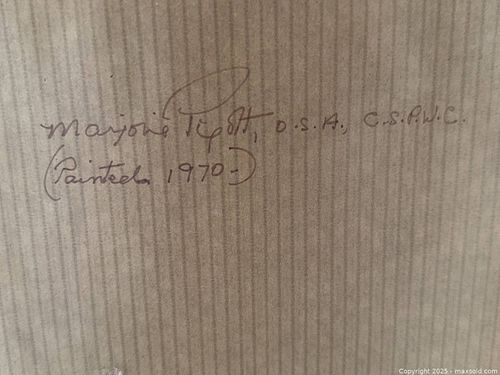 Marjorie Pigott, O.S.A., C.S.P.W.C.
(Painted 1970-)
Copyright 2025 - maxsold.com